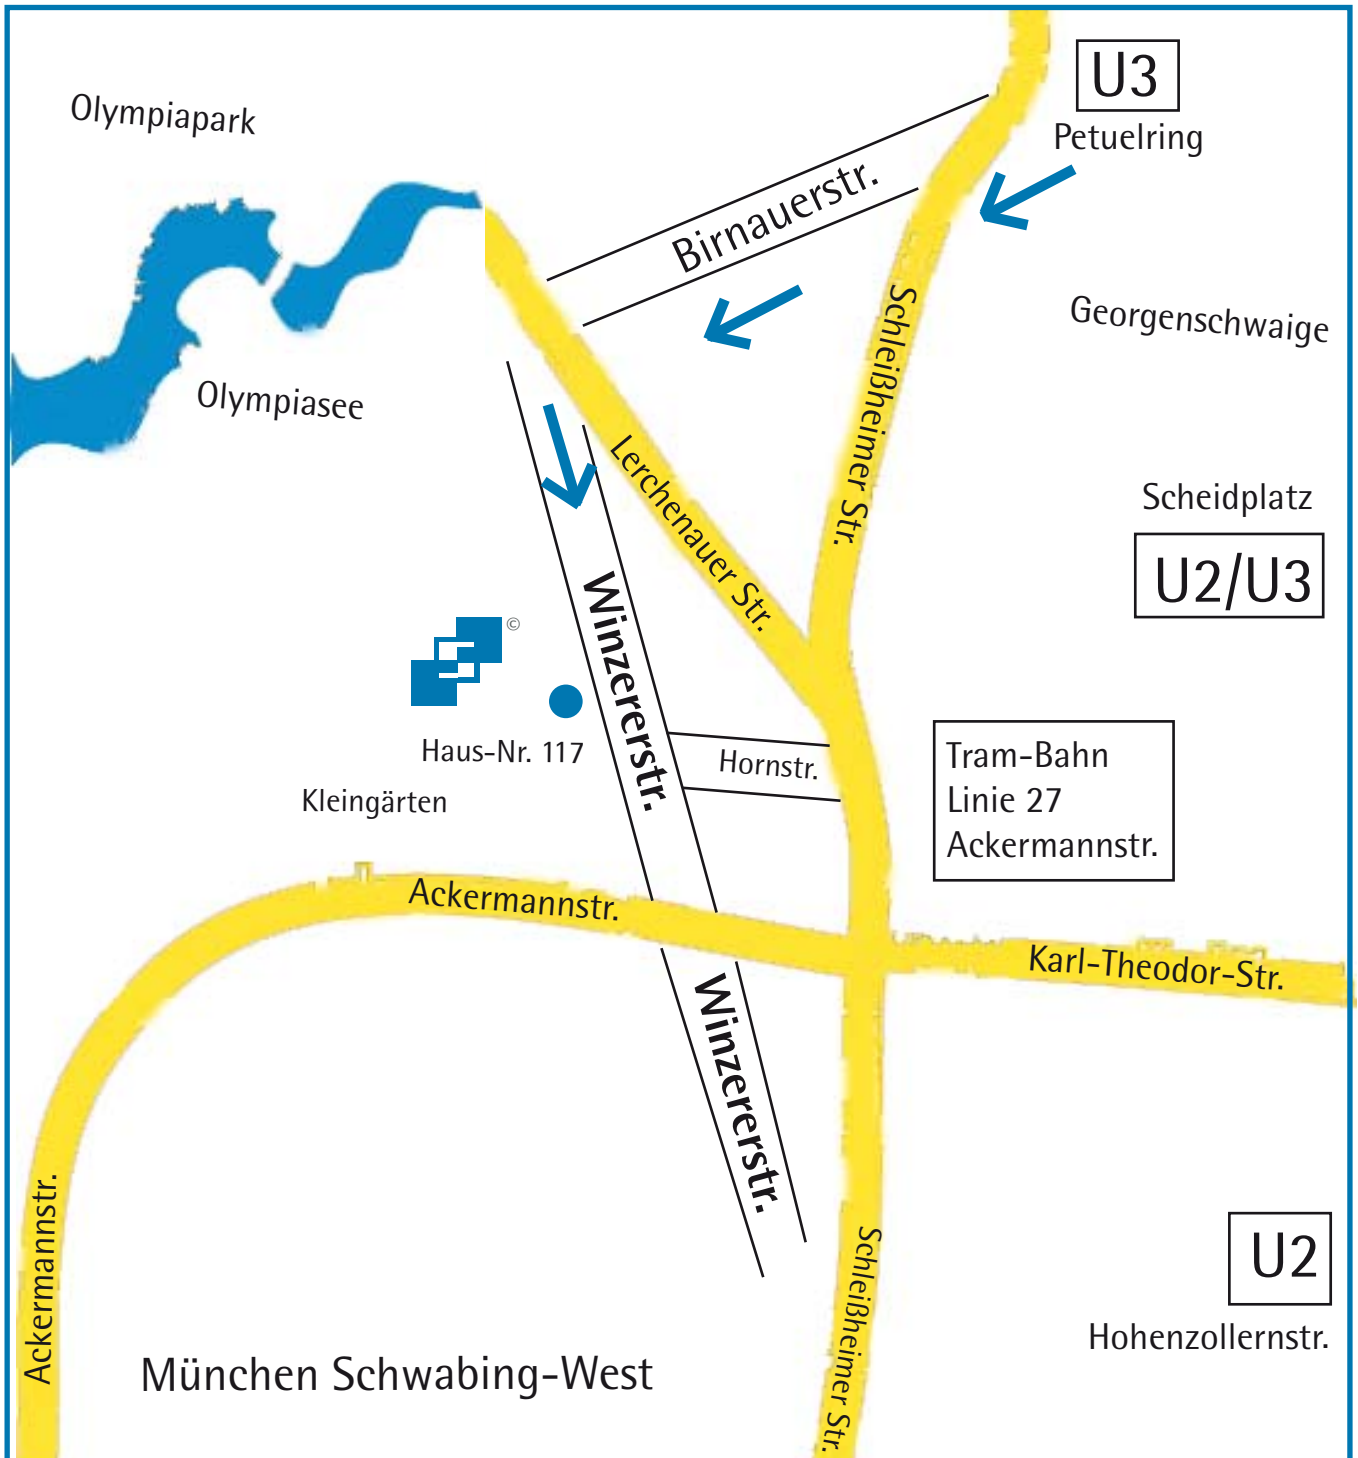 U3
Petuelring
Olympiapark
Birnauerstr.
Georgenschwaige
Schleißheimer Str.
Olympiasee
Lerchenauer Str.
Scheidplatz
U2/U3
©
Winzererstr.
Haus-Nr. 117
Hornstr.
Tram-Bahn
Linie 27
Ackermannstr.
Kleingärten
Ackermannstr.
Karl-Theodor-Str.
Winzererstr.
Ackermannstr.
Schleißheimer Str.
U2
Hohenzollernstr.
München Schwabing-West